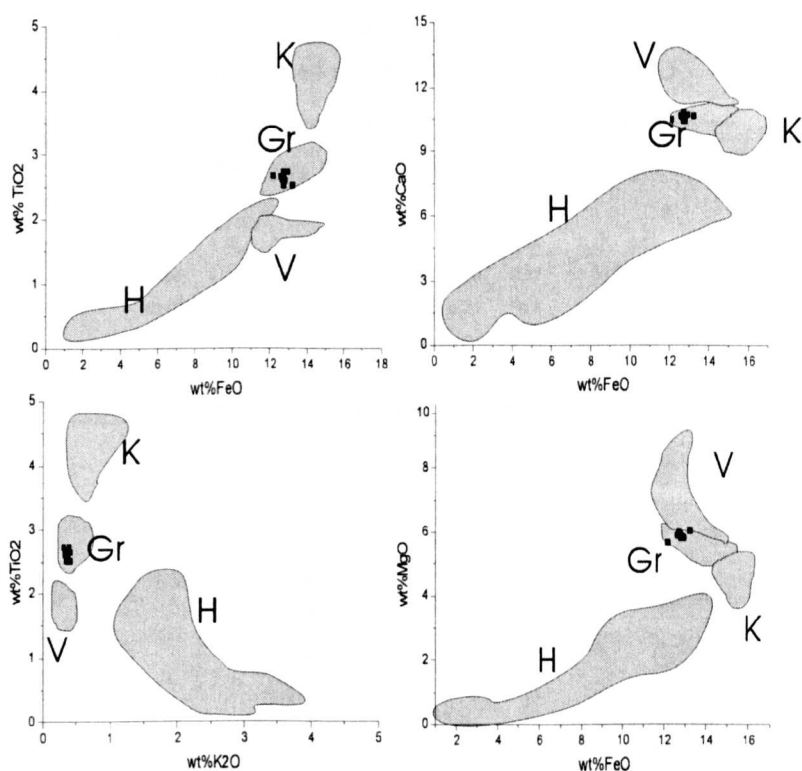 5
4
3
2
1
0
wt% TiO2
K
Gr
H
V
0 2 4 6 8 10 12 14 16 18
wt%FeO
15
12
9
6
3
0
wt%CaO
V
Gr
K
H
0 2 4 6 8 10 12 14 16
wt%FeO
5
4
3
2
1
0
wt%TiO2
K
Gr
V
H
0 1 2 3 4 5
wt%K2O
10
8
6
4
2
0
wt%MgO
V
Gr
K
H
2 4 6 8 10 12 14 16
wt%FeO